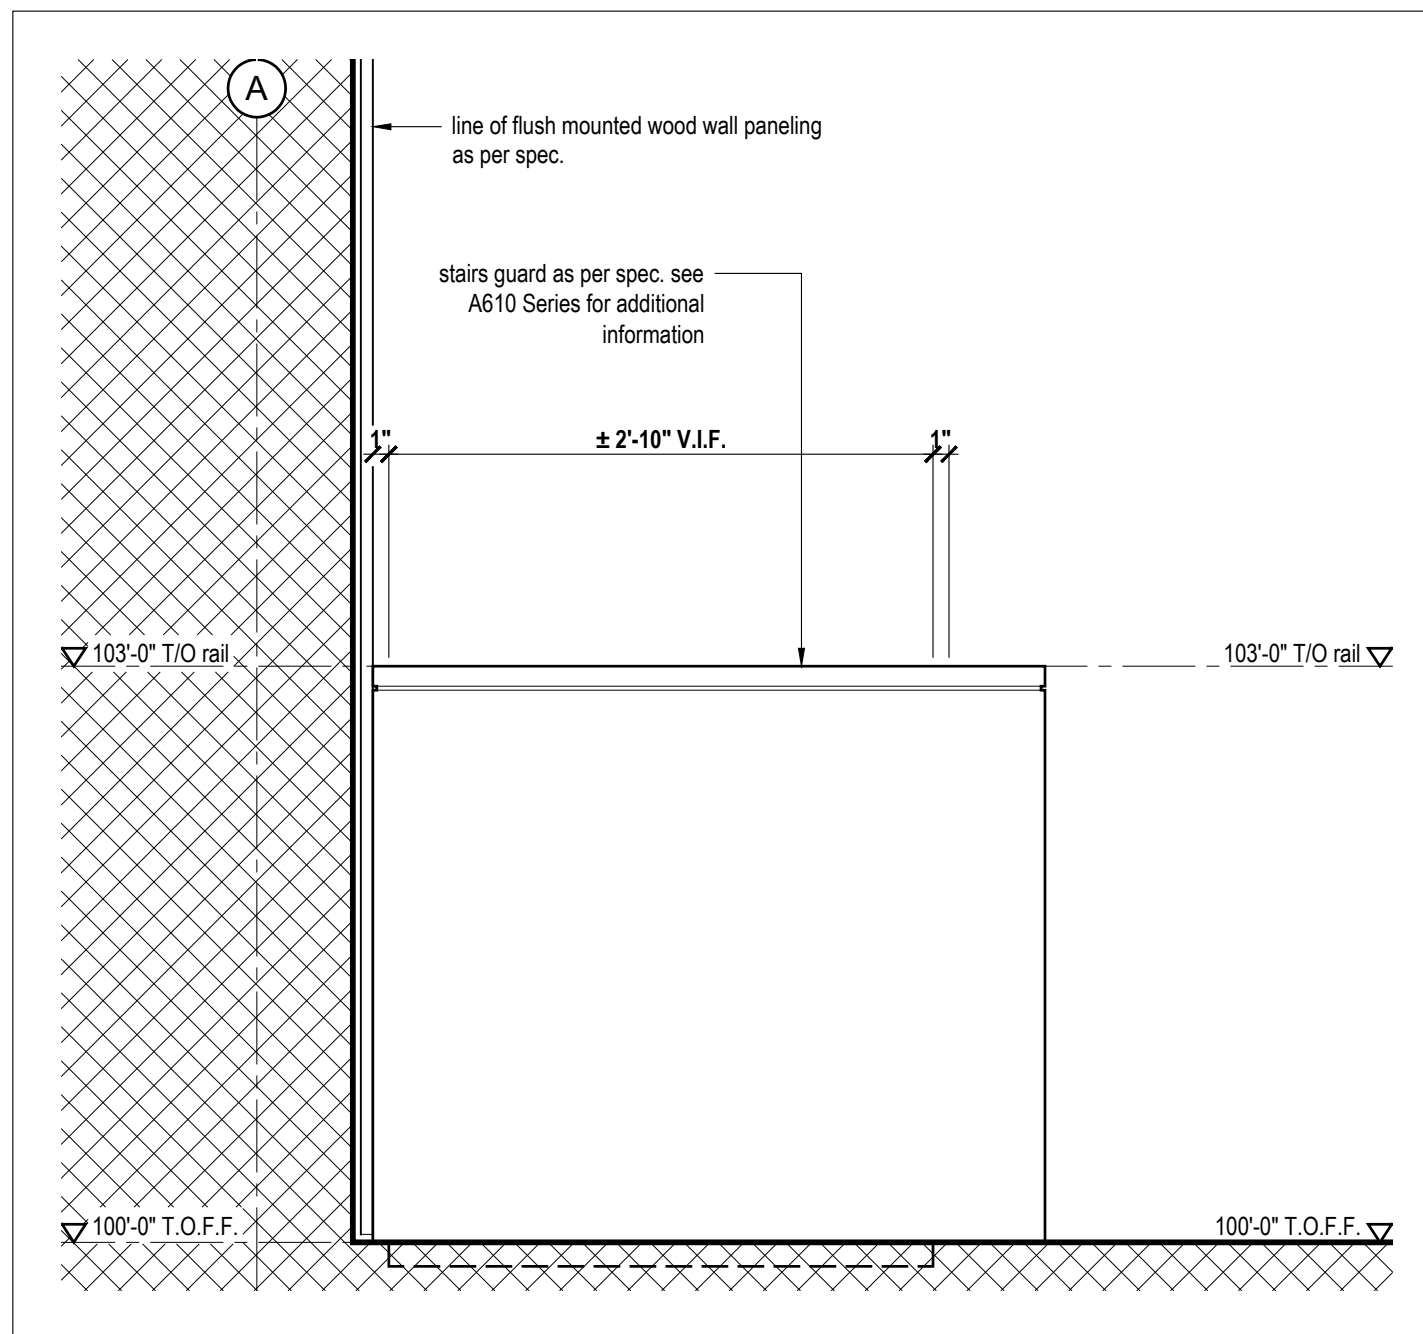 A
line of flush mounted wood wall paneling
as per spec.
stairs guard as per spec. see
A610 Series for additional
information
1" ± 2'-10" V.I.F. 1"
103'-0" T/O rail 103'-0" T/O rail
100'-0" T.O.F.F. 100'-0" T.O.F.F.